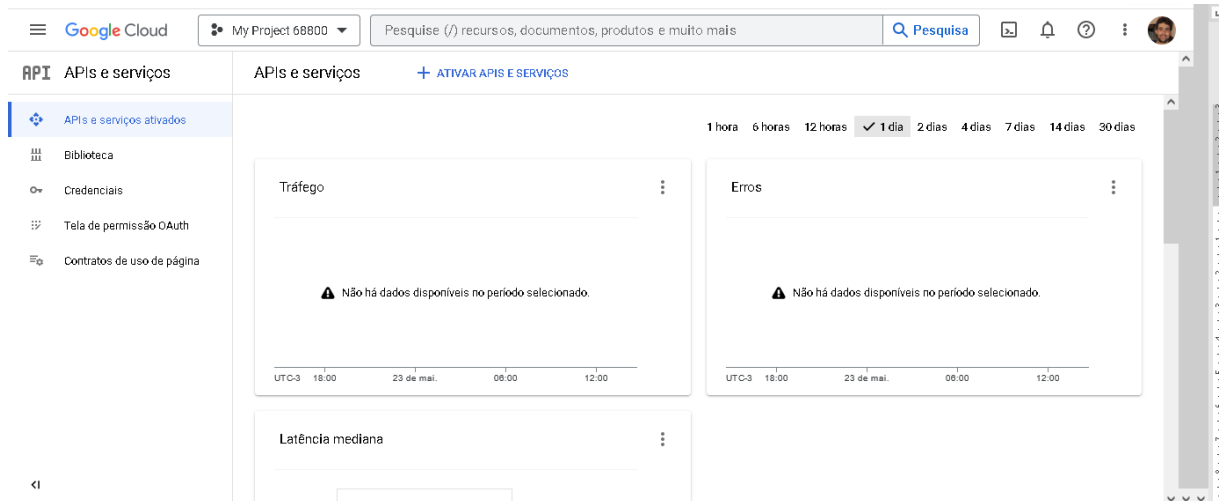 Google Cloud My Project 68800 Pesquise (/) recursos, documentos, produtos e muito mais Pesquisa
API APIs e serviços APIs e serviços + ATIVAR APIS E SERVIÇOS
APIs e serviços ativados
Biblioteca
Credenciais
Tela de permissão OAuth
Contratos de uso de página
1 hora 6 horas 12 horas 1 dia 2 dias 4 dias 7 dias 14 dias 30 dias
Tráfego
Não há dados disponíveis no período selecionado.
UTC-3 18:00 23 de mai. 06:00 12:00
Erros
Não há dados disponíveis no período selecionado.
UTC-3 18:00 23 de mai. 06:00 12:00
Latência mediana